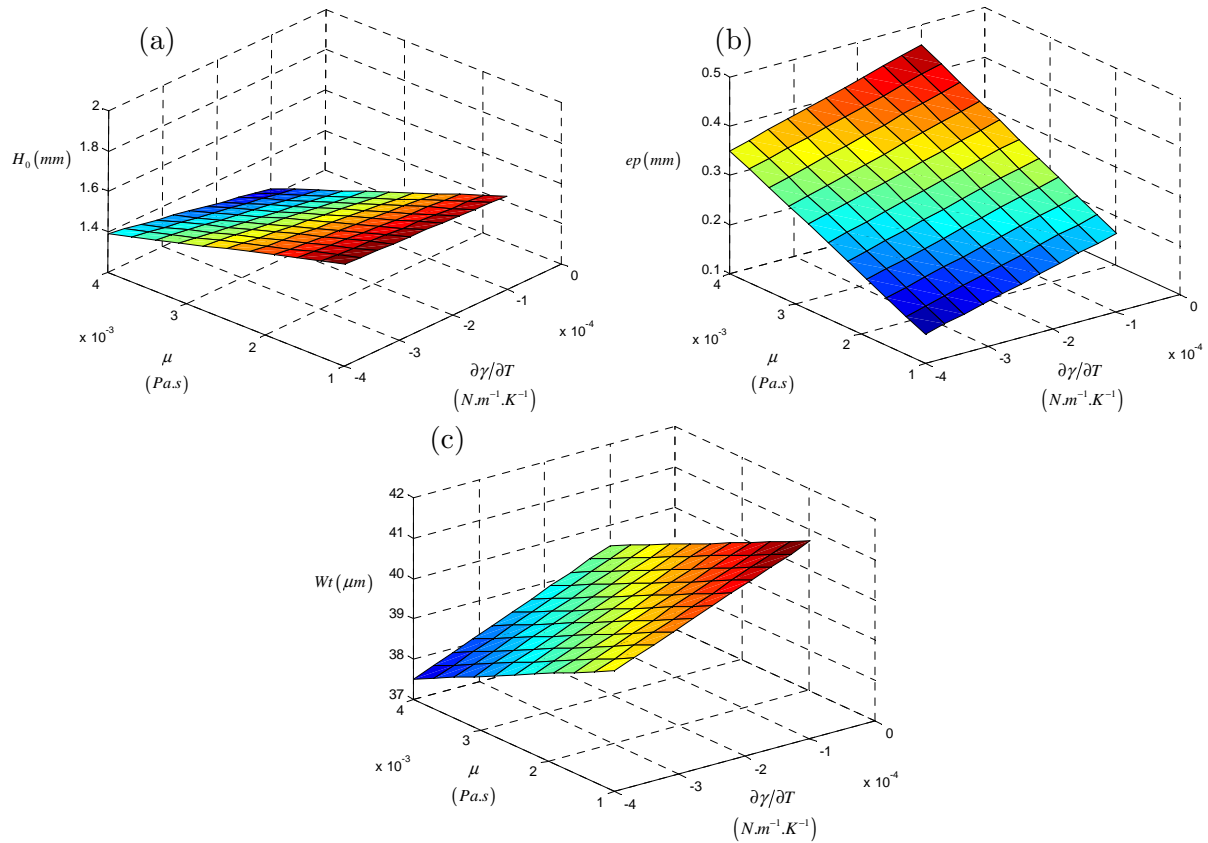 (a)
2
1.8
H₀(mm)
1.6
1.4
4
3
2
1
x 10⁻³
μ
(Pa.s)
-4
-3
-2
-1
0
x 10⁻⁴
∂γ/∂T
(N.m⁻¹.K⁻¹)
(b)
0.5
0.4
ep(mm)
0.3
0.2
0.1
4
3
2
1
x 10⁻³
μ
(Pa.s)
-4
-3
-2
-1
0
x 10⁻⁴
∂γ/∂T
(N.m⁻¹.K⁻¹)
(c)
42
41
40
Wt(μm)
39
38
37
4
3
2
1
x 10⁻³
μ
(Pa.s)
-4
-3
-2
-1
0
x 10⁻⁴
∂γ/∂T
(N.m⁻¹.K⁻¹)